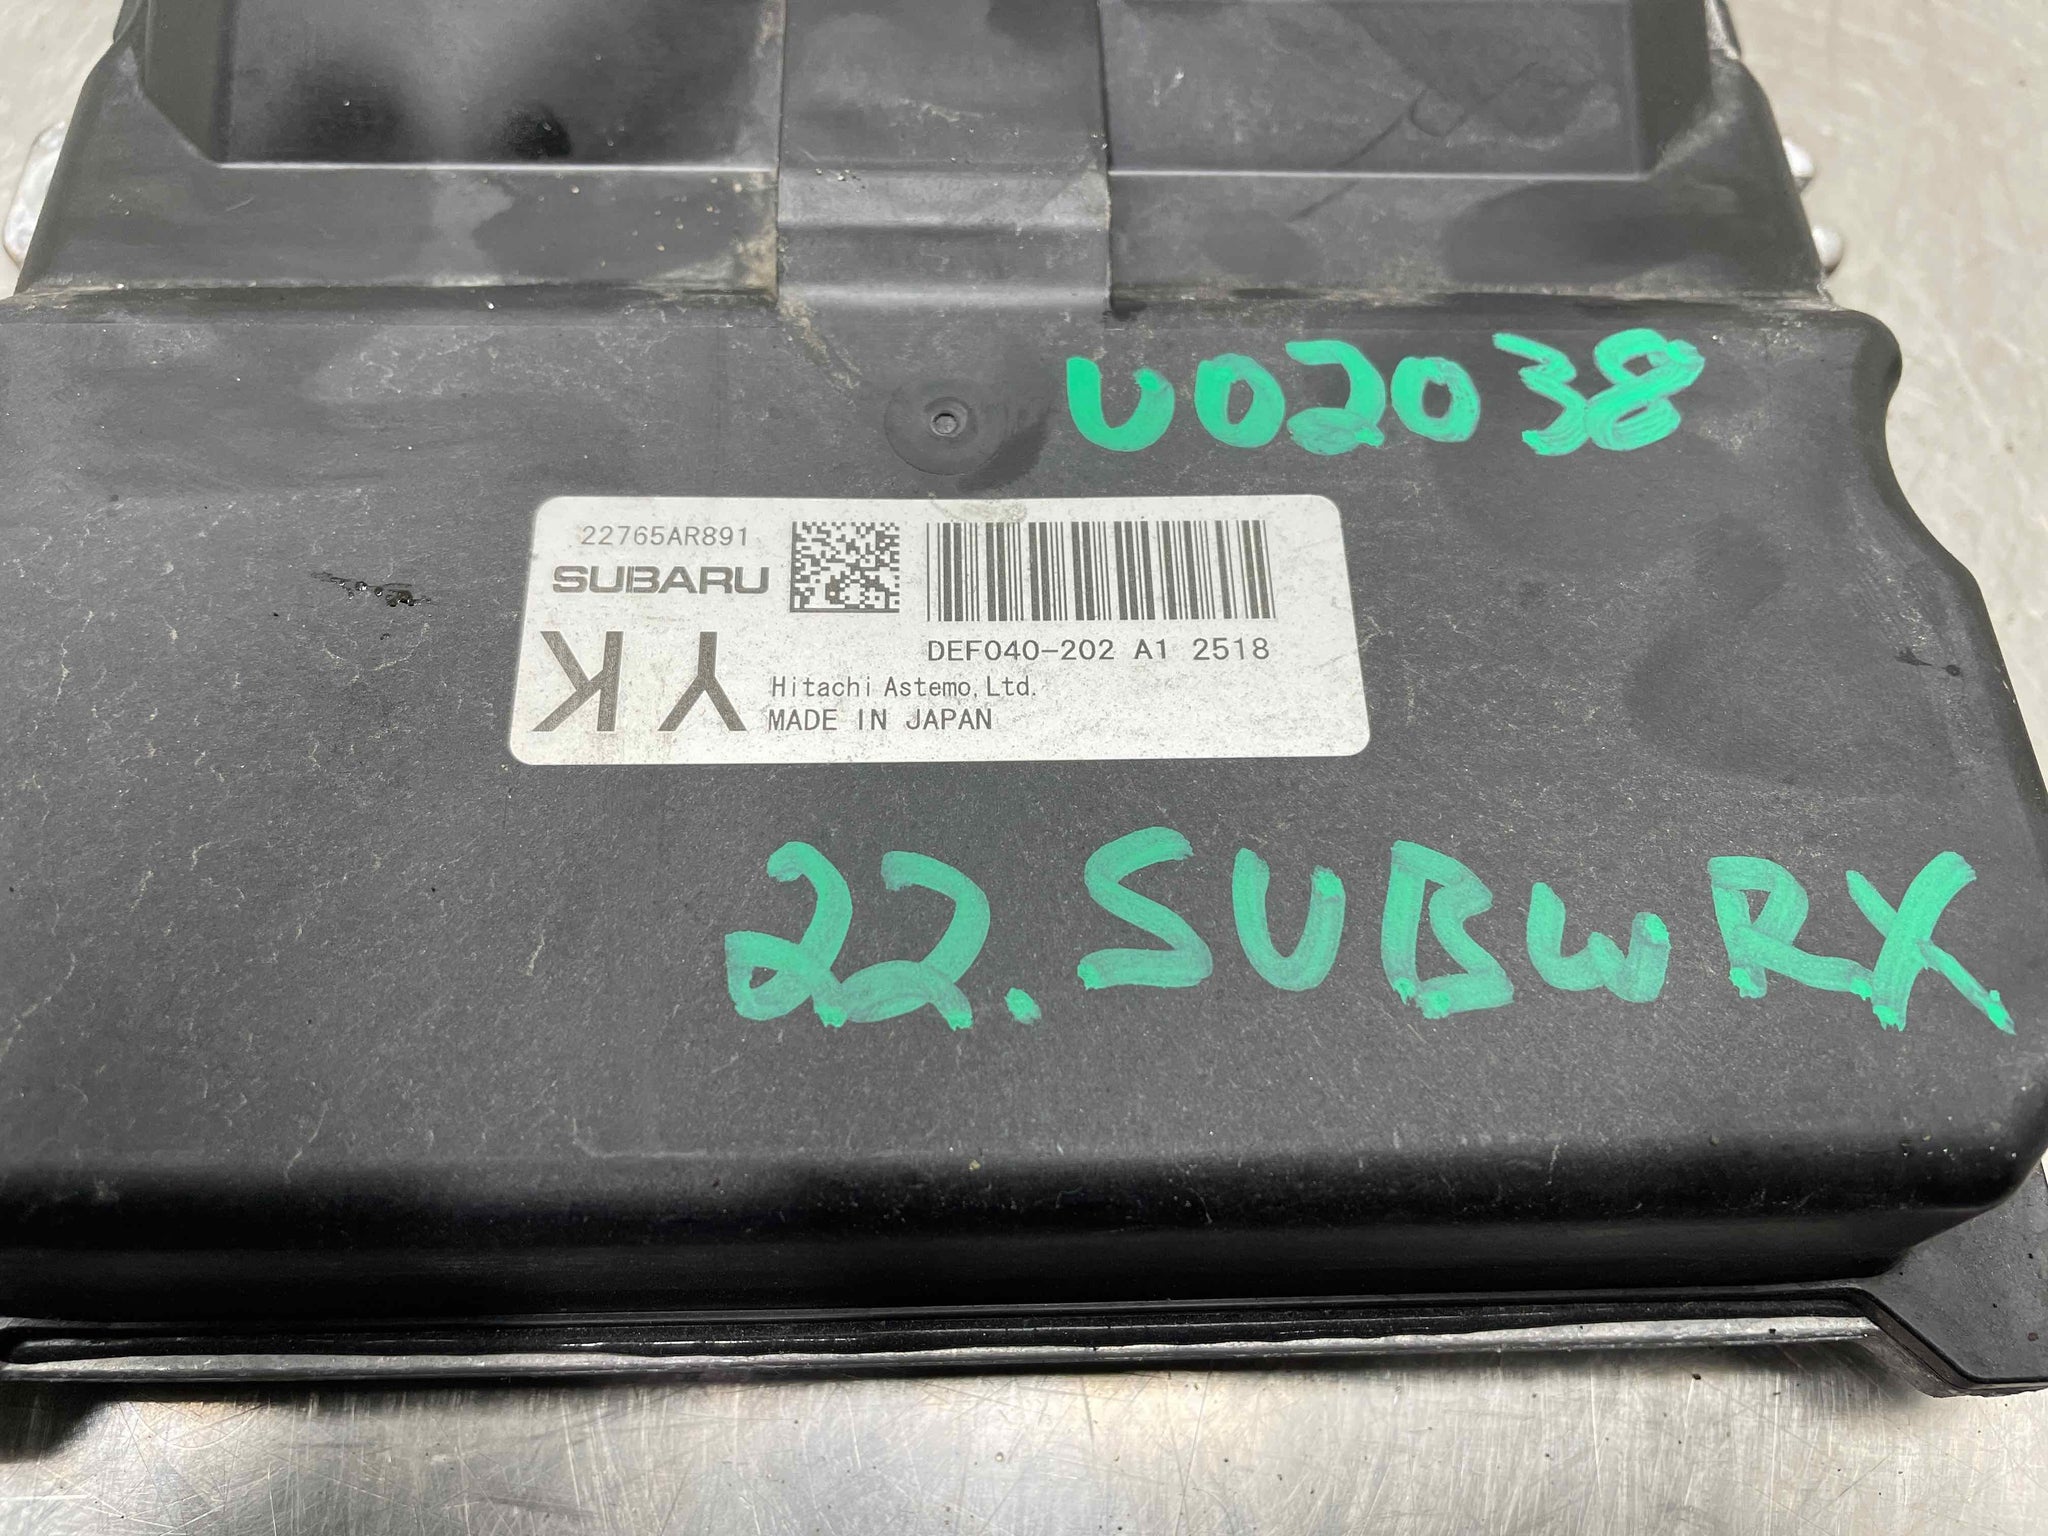 U02038
22765AR891
SUBARU
DEF040-202 A1 2518
YK
Hitachi Astemo,Ltd.
MADE IN JAPAN
22.SUBWRX